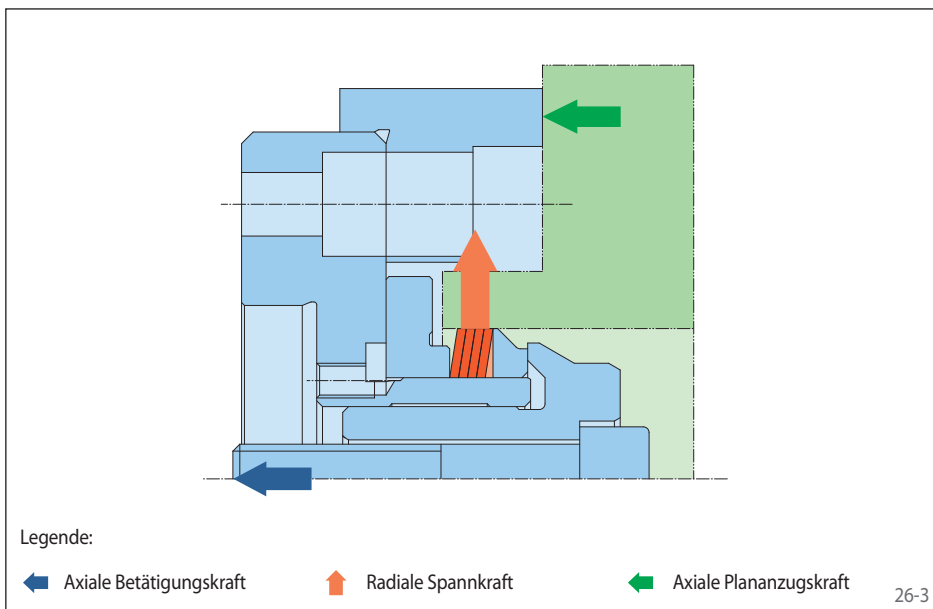 Legende:
Axiale Betätigungskraft
Radiale Spannkraft
Axiale Plananzugskraft
26-3